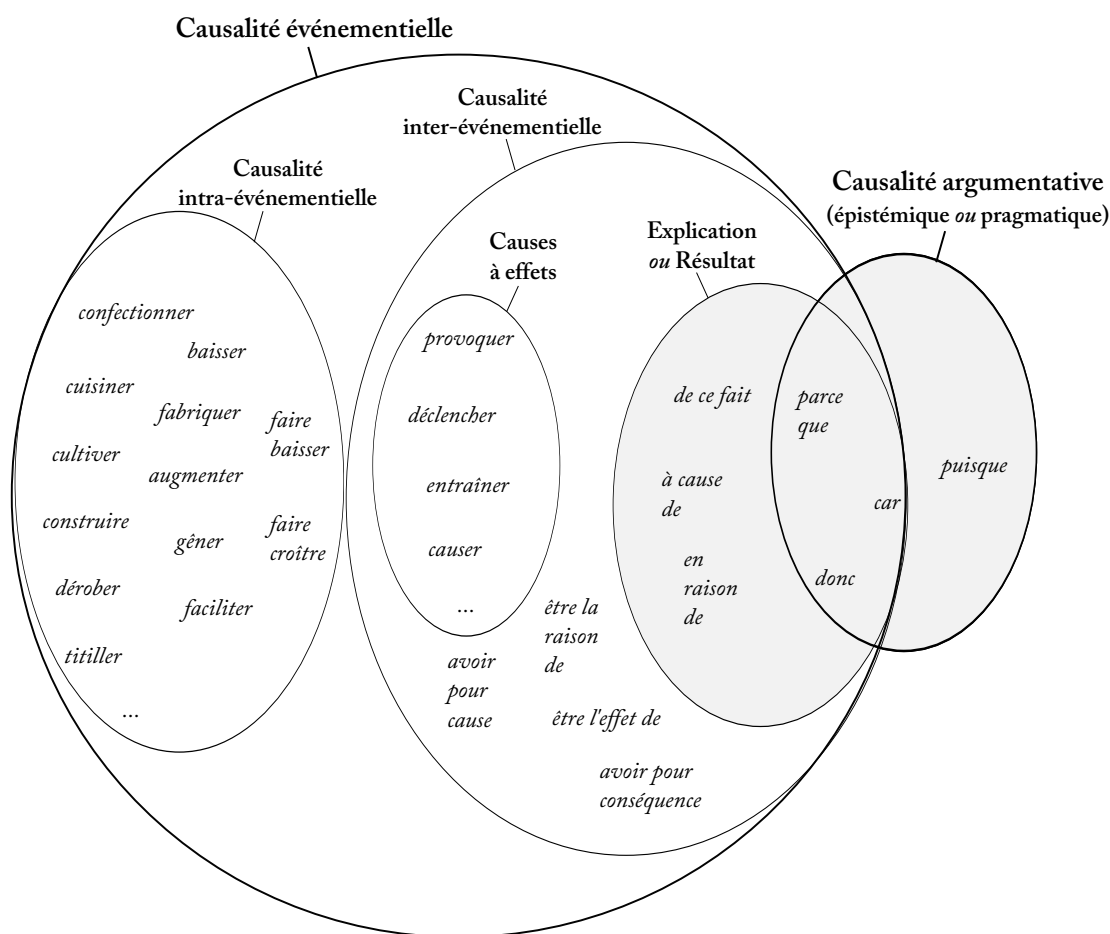 Causalité événementielle
Causalité
inter-événementielle
Causalité
intra-événementielle
Causalité argumentative
(épistémique ou pragmatique)
Causes
à effets
Explication
ou Résultat
confectionner
baisser
cuisiner
fabriquer
faire
baisser
cultiver
augmenter
construire
gêner
faire
croître
dérober
faciliter
titiller
...
provoquer
déclencher
entraîner
causer
...
avoir
pour
cause
être la
raison
de
être l'effet de
avoir pour
conséquence
de ce fait
à cause
de
en
raison
de
parce
que
car
donc
puisque